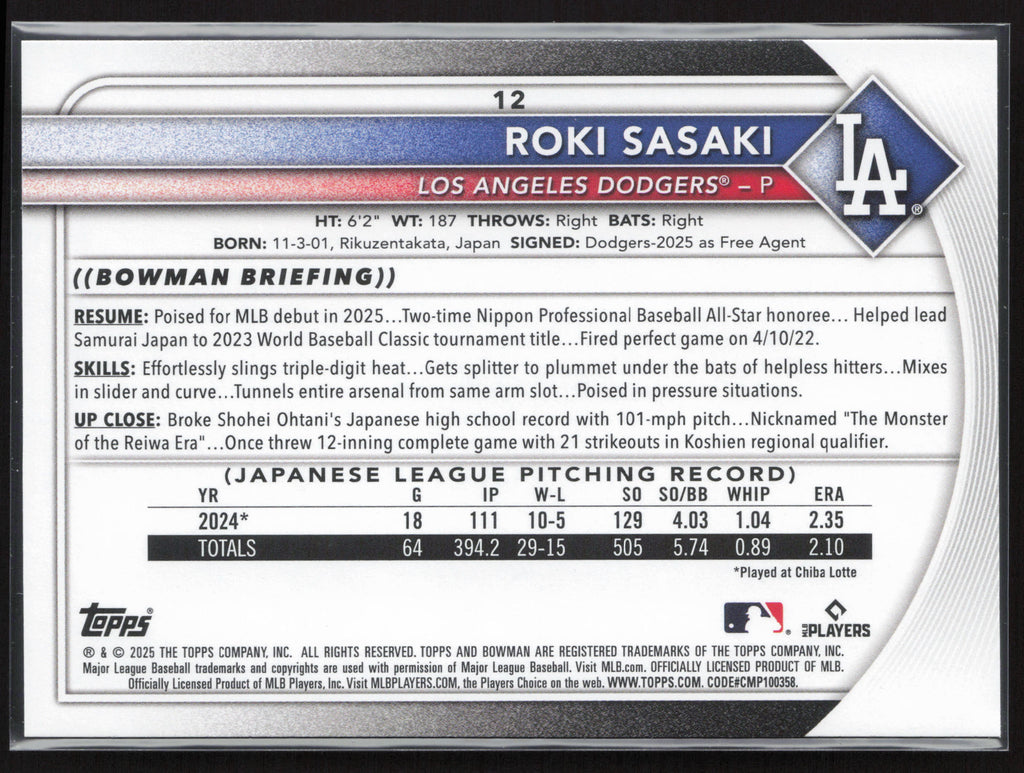 12
ROKI SASAKI
LOS ANGELES DODGERS® – P
LA®
HT: 6'2" WT: 187 THROWS: Right BATS: Right
BORN: 11-3-01, Rikuzentakata, Japan SIGNED: Dodgers-2025 as Free Agent
((BOWMAN BRIEFING))
RESUME: Poised for MLB debut in 2025...Two-time Nippon Professional Baseball All-Star honoree... Helped lead
Samurai Japan to 2023 World Baseball Classic tournament title...Fired perfect game on 4/10/22.
SKILLS: Effortlessly slings triple-digit heat...Gets splitter to plummet under the bats of helpless hitters...Mixes
in slider and curve...Tunnels entire arsenal from same arm slot...Poised in pressure situations.
UP CLOSE: Broke Shohei Ohtani's Japanese high school record with 101-mph pitch...Nicknamed "The Monster
of the Reiwa Era"...Once threw 12-inning complete game with 21 strikeouts in Koshien regional qualifier.
(JAPANESE LEAGUE PITCHING RECORD)
YR G IP W-L SO SO/BB WHIP ERA
2024* 18 111 10-5 129 4.03 1.04 2.35
TOTALS 64 394.2 29-15 505 5.74 0.89 2.10
*Played at Chiba Lotte
Topps®
MLB PLAYERS
® & © 2025 THE TOPPS COMPANY, INC. ALL RIGHTS RESERVED. TOPPS AND BOWMAN ARE REGISTERED TRADEMARKS OF THE TOPPS COMPANY, INC.
Major League Baseball trademarks and copyrights are used with permission of Major League Baseball. Visit MLB.com. OFFICIALLY LICENSED PRODUCT OF MLB.
Officially Licensed Product of MLB Players, Inc. Visit MLBPLAYERS.COM, the Players Choice on the web. WWW.TOPPS.COM. CODE#CMP100358.